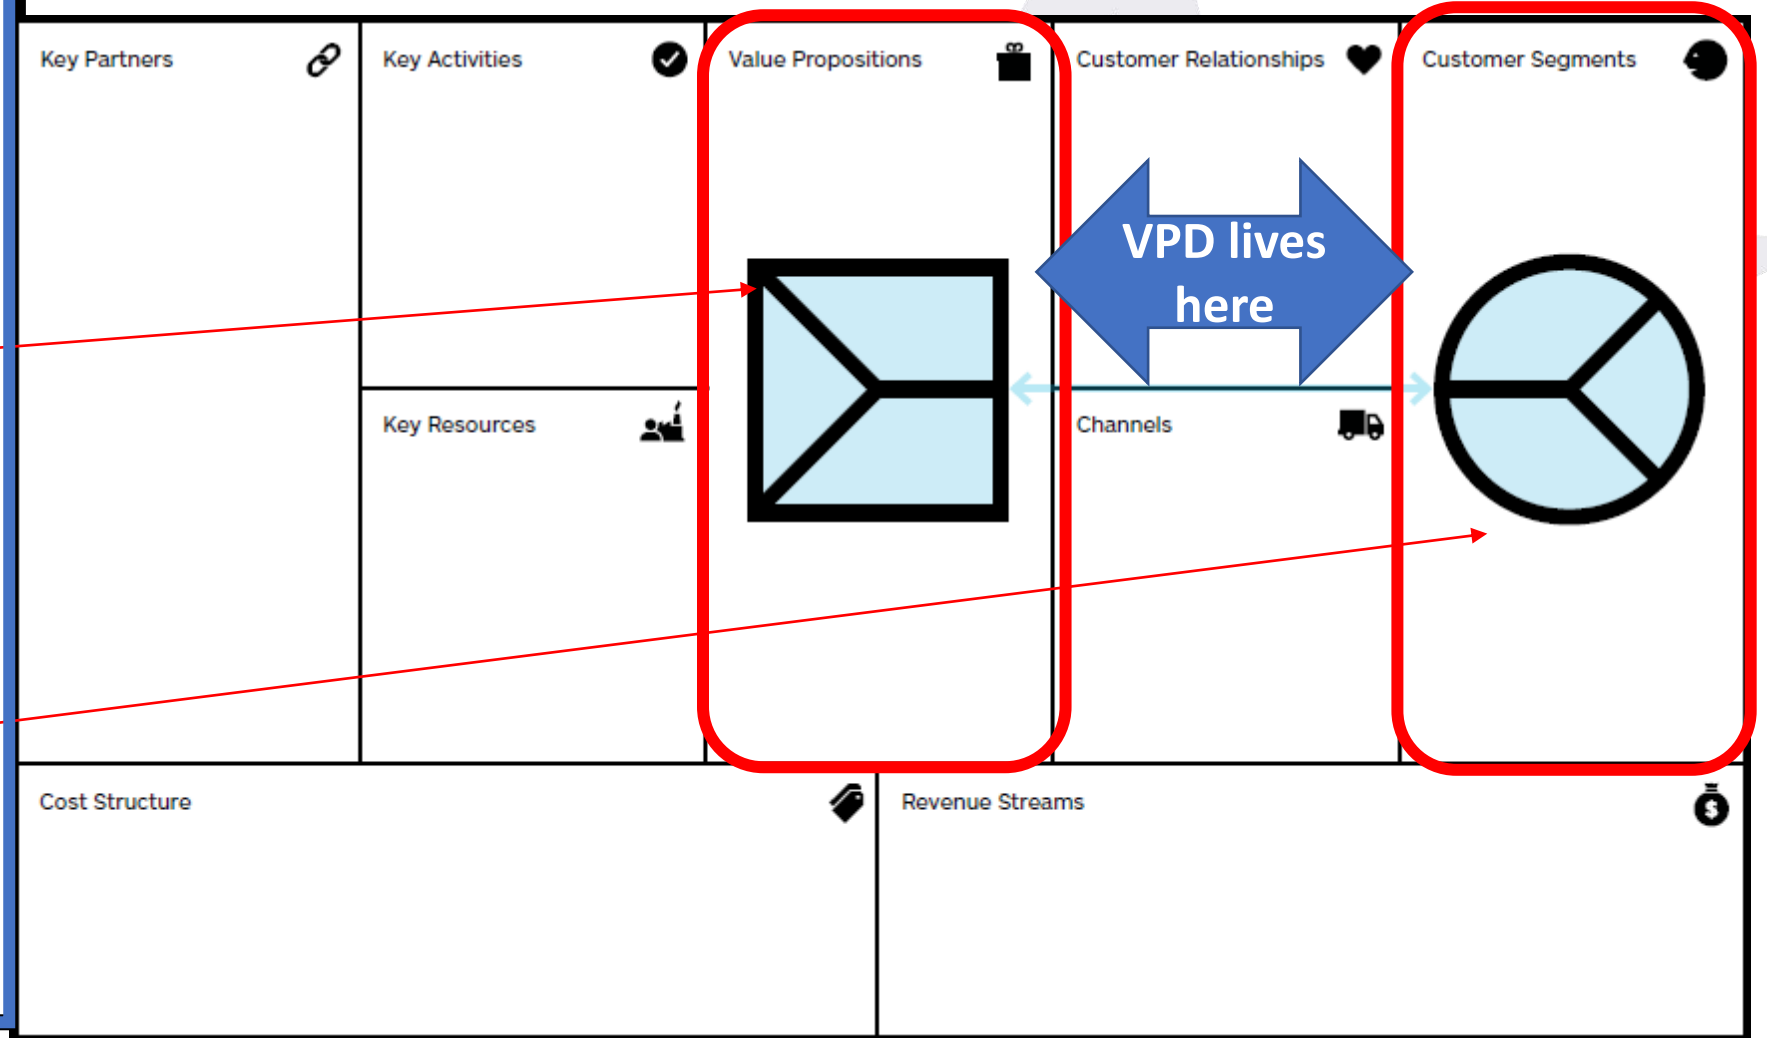 Key Partners
Key Activities
Value Propositions
Customer Relationships
Customer Segments
VPD lives
here
Key Resources
Channels
Cost Structure
Revenue Streams
$